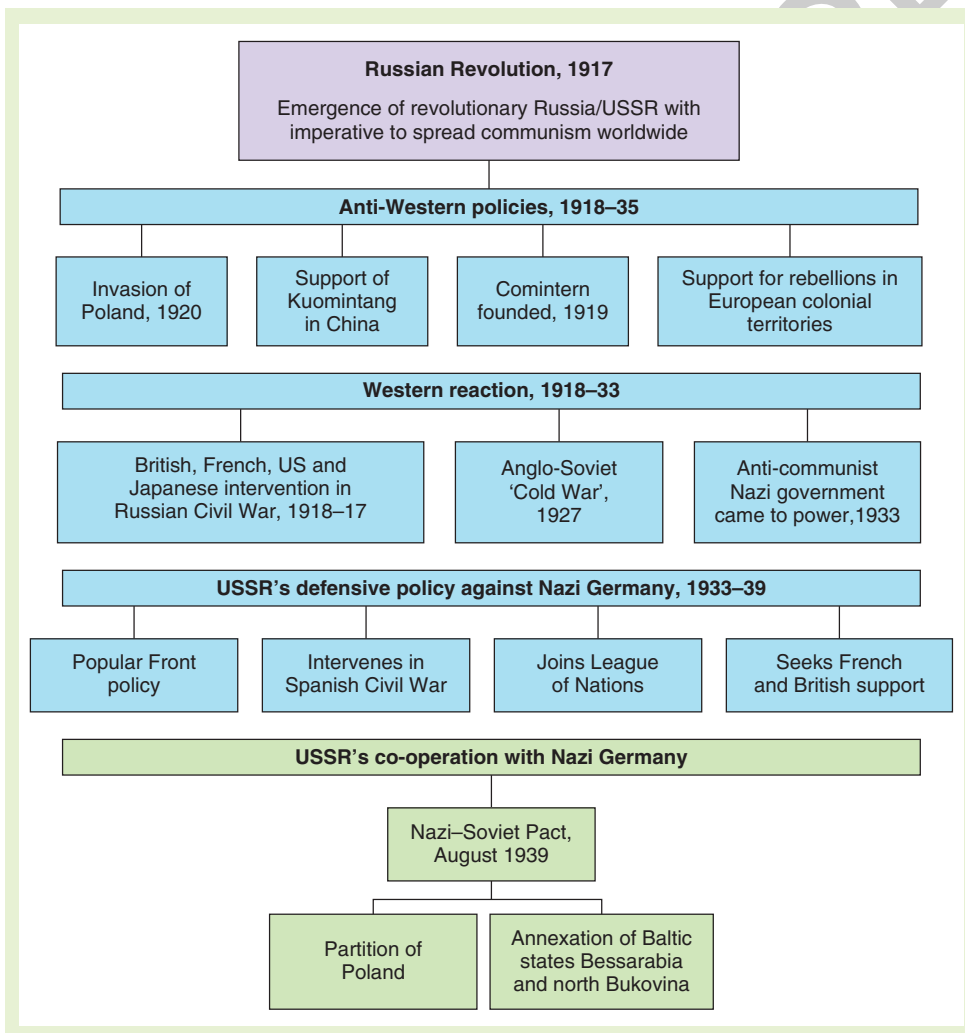 Russian Revolution, 1917
Emergence of revolutionary Russia/USSR with
imperative to spread communism worldwide
Anti-Western policies, 1918–35
Invasion of
Poland, 1920
Support of
Kuomintang
in China
Comintern
founded, 1919
Support for rebellions in
European colonial
territories
Western reaction, 1918–33
British, French, US and
Japanese intervention in
Russian Civil War, 1918–17
Anglo-Soviet
‘Cold War’,
1927
Anti-communist
Nazi government
came to power,1933
USSR’s defensive policy against Nazi Germany, 1933–39
Popular Front
policy
Intervenes in
Spanish Civil War
Joins League
of Nations
Seeks French
and British support
USSR’s co-operation with Nazi Germany
Nazi–Soviet Pact,
August 1939
Partition of
Poland
Annexation of Baltic
states Bessarabia
and north Bukovina